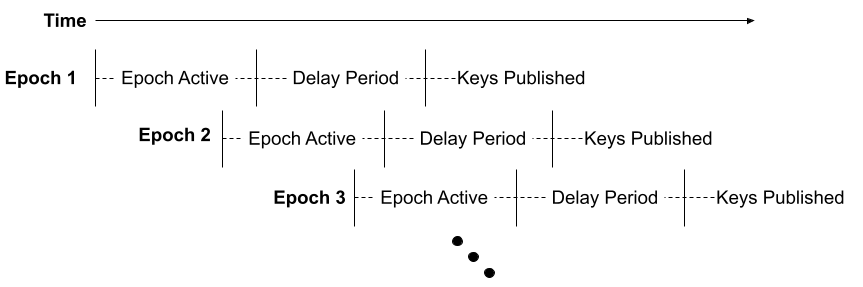 Time
Epoch 1 Epoch Active Delay Period Keys Published
Epoch 2 Epoch Active Delay Period Keys Published
Epoch 3 Epoch Active Delay Period Keys Published